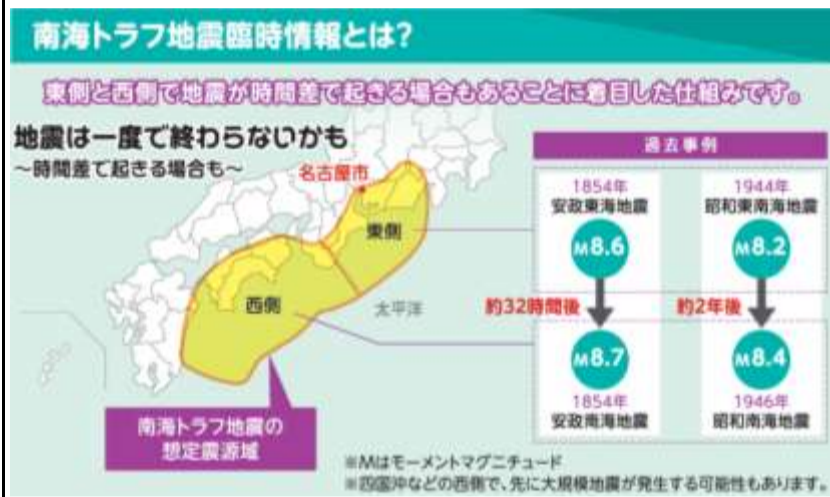 南海トラフ地震臨時情報とは?
東側と西側で地震が時間差で起きる場合もあることに着目した仕組みです。
地震は一度で終わらないかも
～時間差で起きる場合も～
名古屋市
東側
西側
太平洋
南海トラフ地震の
想定震源域
過去事例
1854年
安政東海地震
M8.6
約32時間後
M8.7
1854年
安政南海地震
1944年
昭和東南海地震
M8.2
約2年後
M8.4
1946年
昭和南海地震
※Mはモーメントマグニチュード
※四国沖などの西側で、先に大規模地震が発生する可能性もあります。